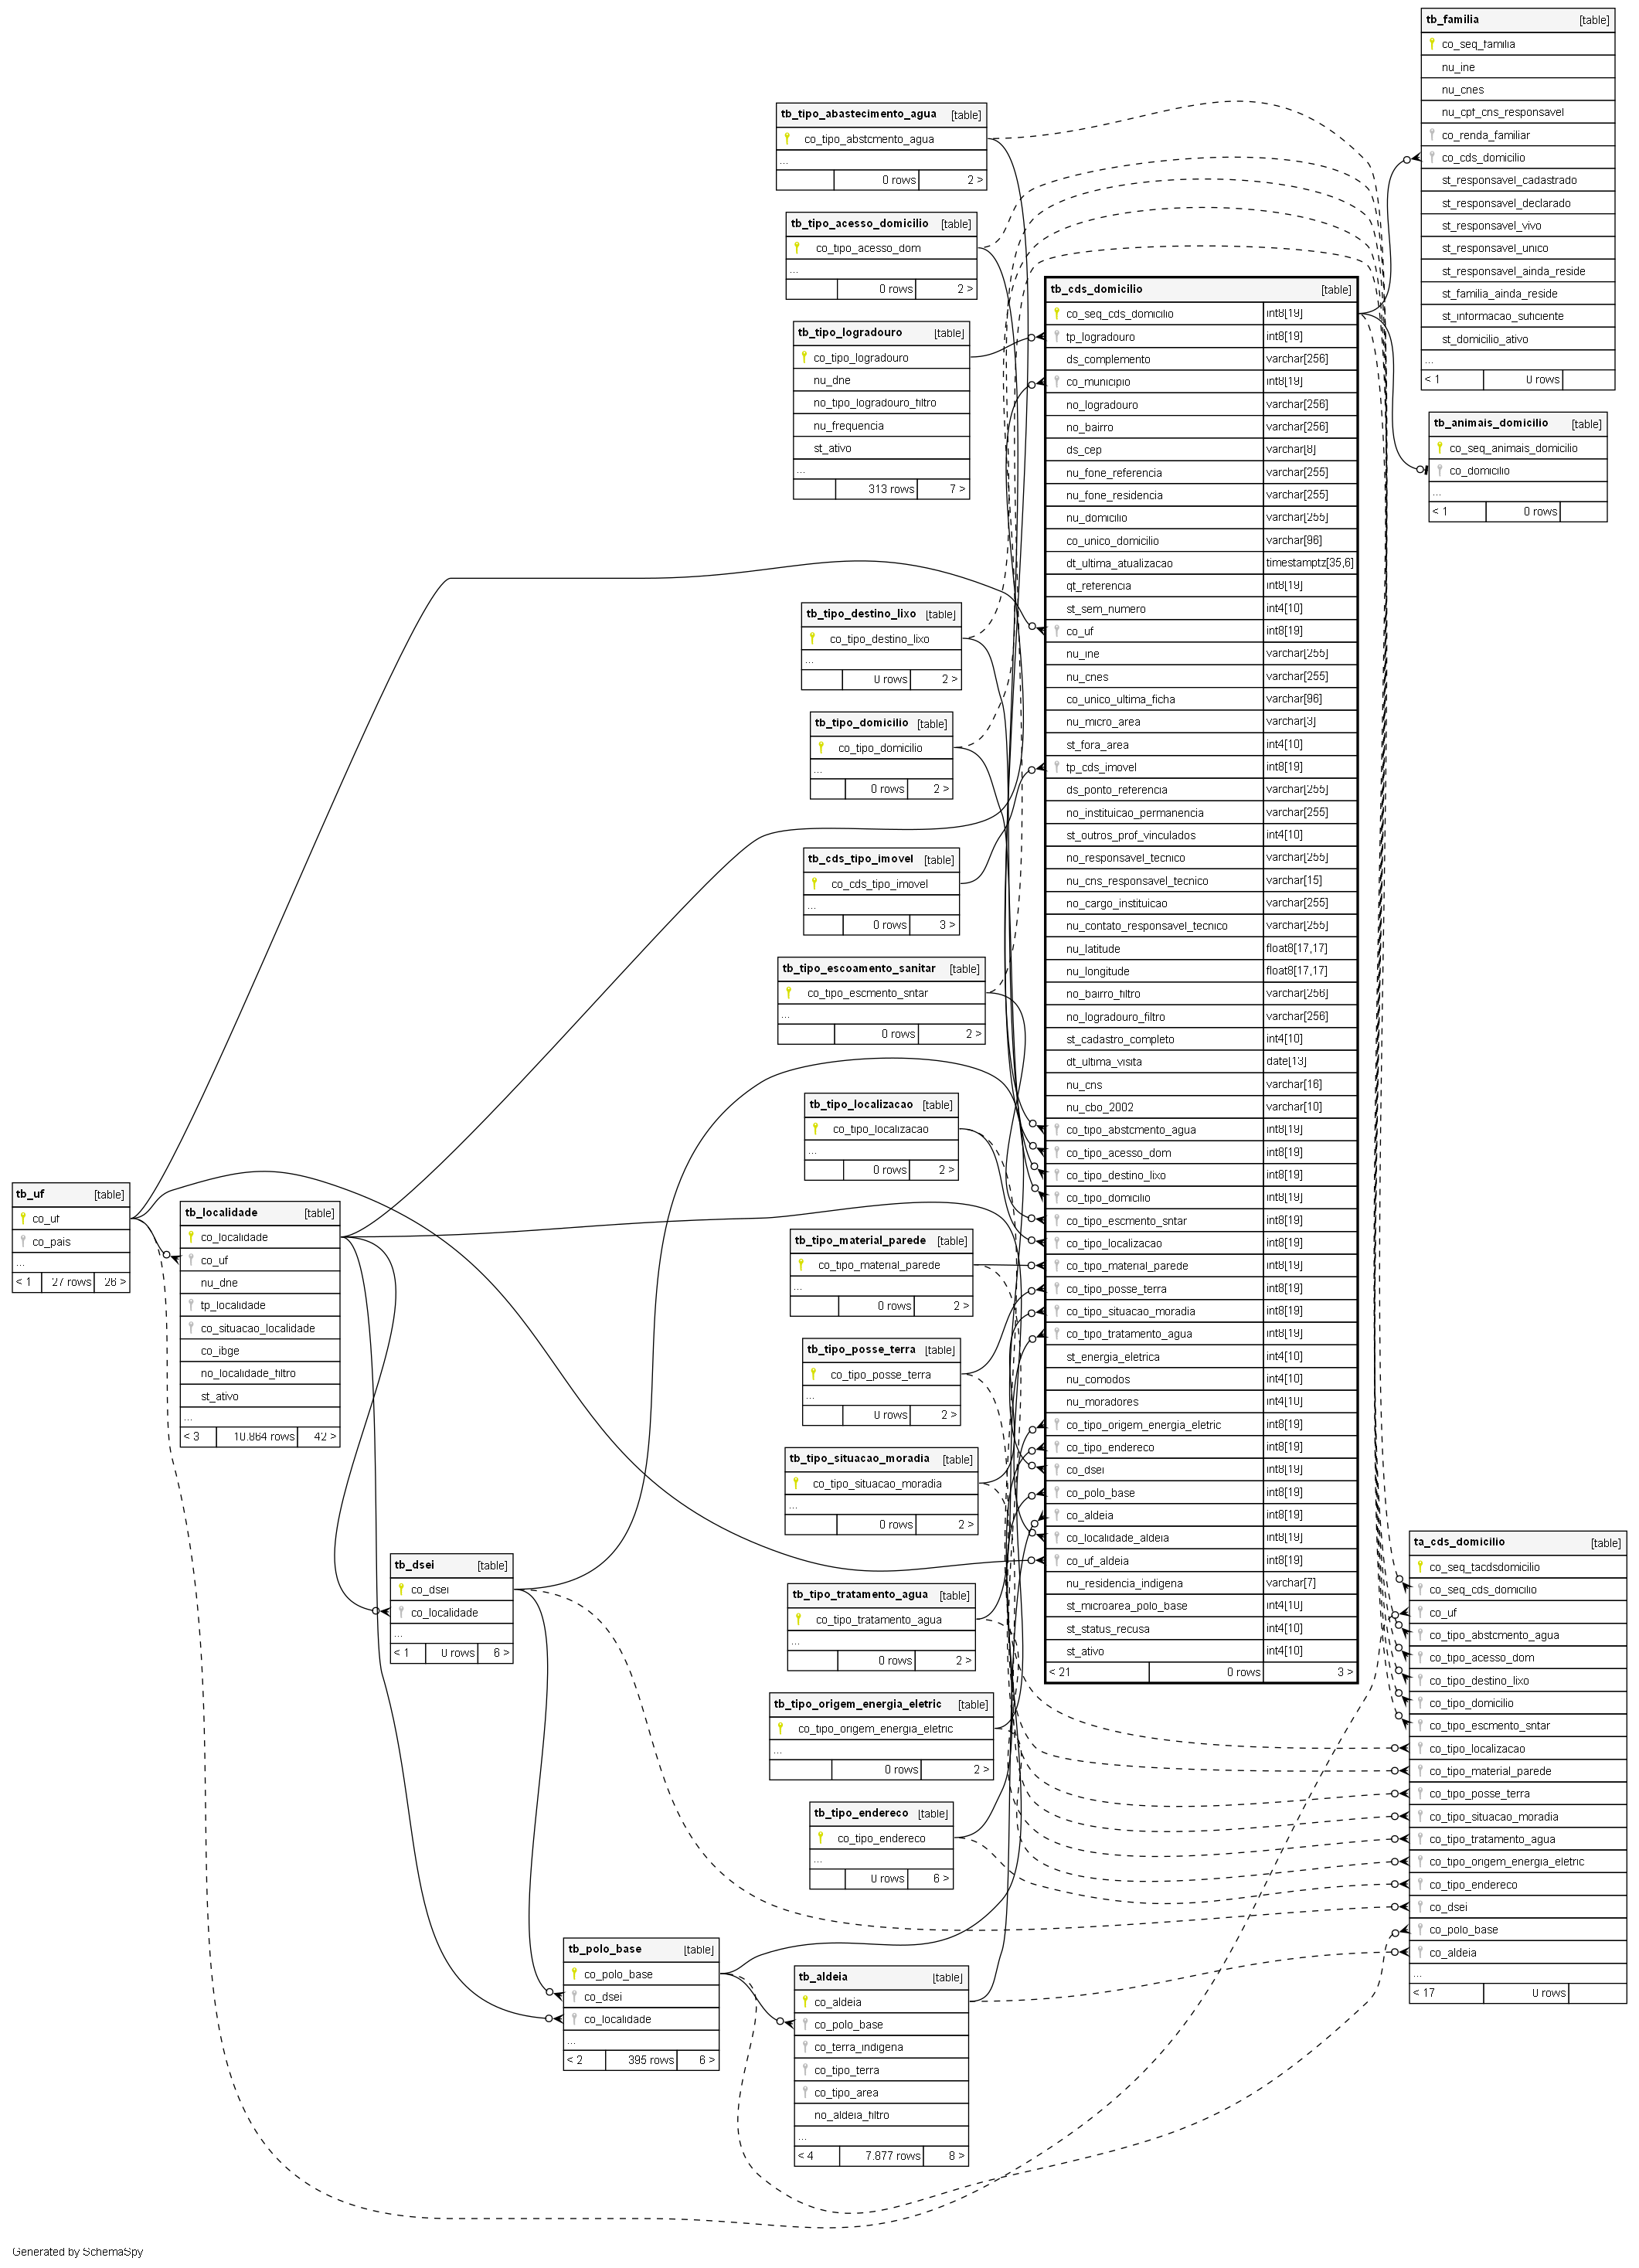 tb_familia [table]
co_seq_familia
nu_ine
nu_cnes
nu_cpf_cns_responsavel
co_renda_familiar
co_cds_domicilio
st_responsavel_cadastrado
st_responsavel_declarado
st_responsavel_vivo
st_responsavel_unico
st_responsavel_ainda_reside
st_familia_ainda_reside
st_informacao_suficiente
st_domicilio_ativo
...
< 1 0 rows
tb_animais_domicilio [table]
co_seq_animais_domicilio
co_domicilio
...
< 1 0 rows
tb_tipo_abastecimento_agua [table]
co_tipo_abstcmento_agua
...
0 rows 2 >
tb_tipo_acesso_domicilio [table]
co_tipo_acesso_dom
...
0 rows 2 >
tb_tipo_logradouro [table]
co_tipo_logradouro
nu_dne
no_tipo_logradouro_filtro
nu_frequencia
st_ativo
...
313 rows 7 >
tb_tipo_destino_lixo [table]
co_tipo_destino_lixo
...
0 rows 2 >
tb_tipo_domicilio [table]
co_tipo_domicilio
...
0 rows 2 >
tb_cds_tipo_imovel [table]
co_cds_tipo_imovel
...
0 rows 3 >
tb_tipo_escoamento_sanitar [table]
co_tipo_escmento_sntar
...
0 rows 2 >
tb_tipo_localizacao [table]
co_tipo_localizacao
...
0 rows 2 >
tb_tipo_material_parede [table]
co_tipo_material_parede
...
0 rows 2 >
tb_tipo_posse_terra [table]
co_tipo_posse_terra
...
0 rows 2 >
tb_tipo_situacao_moradia [table]
co_tipo_situacao_moradia
...
0 rows 2 >
tb_tipo_tratamento_agua [table]
co_tipo_tratamento_agua
...
0 rows 2 >
tb_tipo_origem_energia_eletric [table]
co_tipo_origem_energia_eletric
...
0 rows 2 >
tb_tipo_endereco [table]
co_tipo_endereco
...
0 rows 6 >
tb_cds_domicilio [table]
co_seq_cds_domicilio int8[19]
tp_logradouro int8[19]
ds_complemento varchar[256]
co_municipio int8[19]
no_logradouro varchar[256]
no_bairro varchar[256]
ds_cep varchar[8]
nu_fone_referencia varchar[255]
nu_fone_residencia varchar[255]
nu_domicilio varchar[255]
co_unico_domicilio varchar[96]
dt_ultima_atualizacao timestamptz[35,6]
qt_referencia int8[19]
st_sem_numero int4[10]
co_uf int8[19]
nu_ine varchar[255]
nu_cnes varchar[255]
co_unico_ultima_ficha varchar[96]
nu_micro_area varchar[3]
st_fora_area int4[10]
tp_cds_imovel int8[19]
ds_ponto_referencia varchar[255]
no_instituicao_permanencia varchar[255]
st_outros_prof_vinculados int4[10]
no_responsavel_tecnico varchar[255]
nu_cns_responsavel_tecnico varchar[15]
no_cargo_instituicao varchar[255]
nu_contato_responsavel_tecnico varchar[255]
nu_latitude float8[17,17]
nu_longitude float8[17,17]
no_bairro_filtro varchar[256]
no_logradouro_filtro varchar[256]
st_cadastro_completo int4[10]
dt_ultima_visita date[13]
nu_cns varchar[16]
nu_cbo_2002 varchar[10]
co_tipo_abstcmento_agua int8[19]
co_tipo_acesso_dom int8[19]
co_tipo_destino_lixo int8[19]
co_tipo_domicilio int8[19]
co_tipo_escmento_sntar int8[19]
co_tipo_localizacao int8[19]
co_tipo_material_parede int8[19]
co_tipo_posse_terra int8[19]
co_tipo_situacao_moradia int8[19]
co_tipo_tratamento_agua int8[19]
st_energia_eletrica int4[10]
nu_comodos int4[10]
nu_moradores int4[10]
co_tipo_origem_energia_eletric int8[19]
co_tipo_endereco int8[19]
co_dsei int8[19]
co_polo_base int8[19]
co_aldeia int8[19]
co_localidade_aldeia int8[19]
co_uf_aldeia int8[19]
nu_residencia_indigena varchar[7]
st_microarea_polo_base int4[10]
st_status_recusa int4[10]
st_ativo int4[10]
< 21 0 rows 3 >
tb_uf [table]
co_uf
co_pais
...
< 1 27 rows 26 >
tb_localidade [table]
co_localidade
co_uf
nu_dne
tp_localidade
co_situacao_localidade
co_ibge
no_localidade_filtro
st_ativo
...
< 3 10.864 rows 42 >
tb_dsei [table]
co_dsei
co_localidade
...
< 1 0 rows 6 >
tb_polo_base [table]
co_polo_base
co_dsei
co_localidade
...
< 2 395 rows 6 >
tb_aldeia [table]
co_aldeia
co_polo_base
co_terra_indigena
co_tipo_terra
co_tipo_area
no_aldeia_filtro
...
< 4 7.877 rows 8 >
ta_cds_domicilio [table]
co_seq_tacdsdomicilio
co_seq_cds_domicilio
co_uf
co_tipo_abstcmento_agua
co_tipo_acesso_dom
co_tipo_destino_lixo
co_tipo_domicilio
co_tipo_escmento_sntar
co_tipo_localizacao
co_tipo_material_parede
co_tipo_posse_terra
co_tipo_situacao_moradia
co_tipo_tratamento_agua
co_tipo_origem_energia_eletric
co_tipo_endereco
co_dsei
co_polo_base
co_aldeia
...
< 17 0 rows
Generated by SchemaSpy